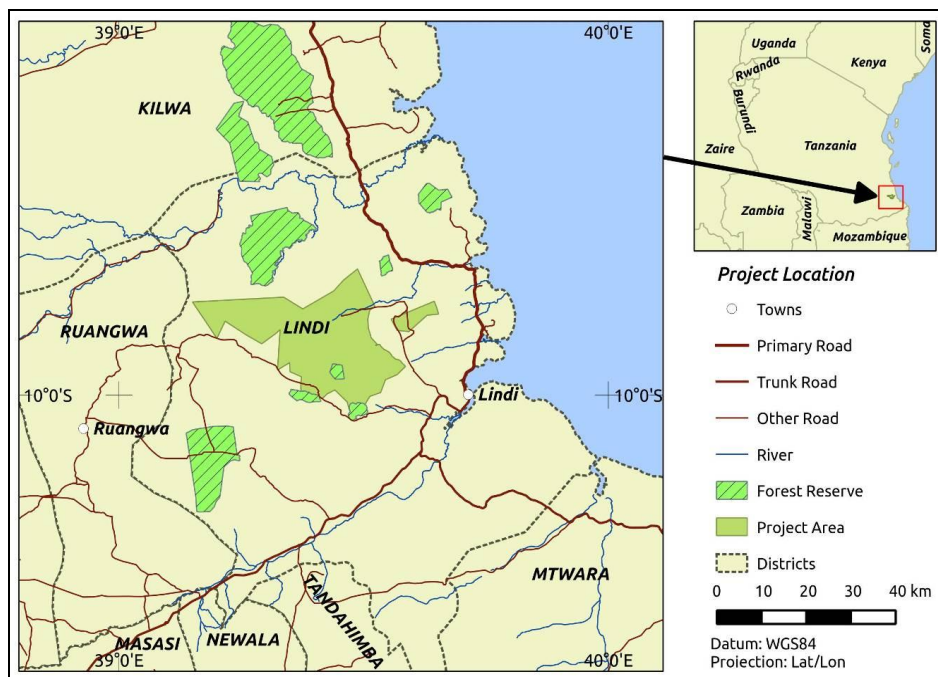 39°0'E
40°0'E
KILWA
RUANGWA
LINDI
10°0'S
10°0'S
Lindi
Ruangwa
MTWARA
TANDAHIMBA
MASASI
NEWALA
39°0'E
40°0'E
Uganda
Soma
Rwanda
Kenya
Burundi
Zaire
Tanzania
Zambia
Malawi
Mozambique
Project Location
Towns
Primary Road
Trunk Road
Other Road
River
Forest Reserve
Project Area
Districts
0 10 20 30 40 km
Datum: WGS84
Projection: Lat/Lon